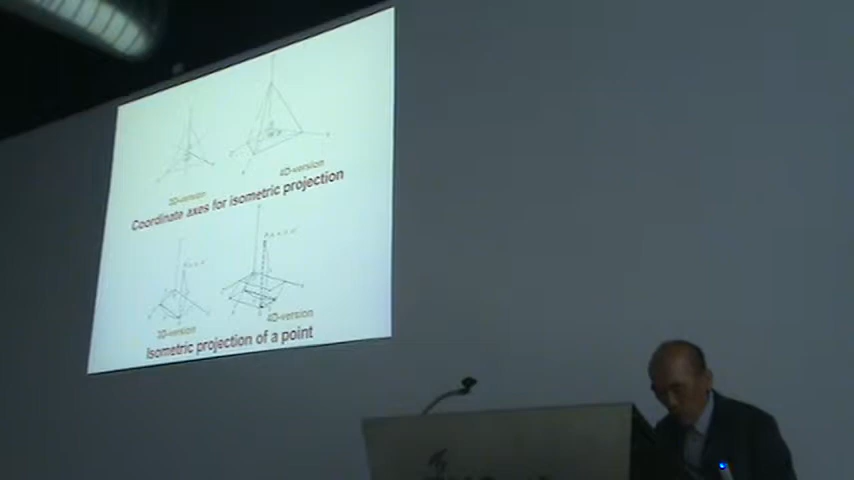 3D-version
4D-version
Coordinate axes for isometric projection
3D-version
4D-version
Isometric projection of a point